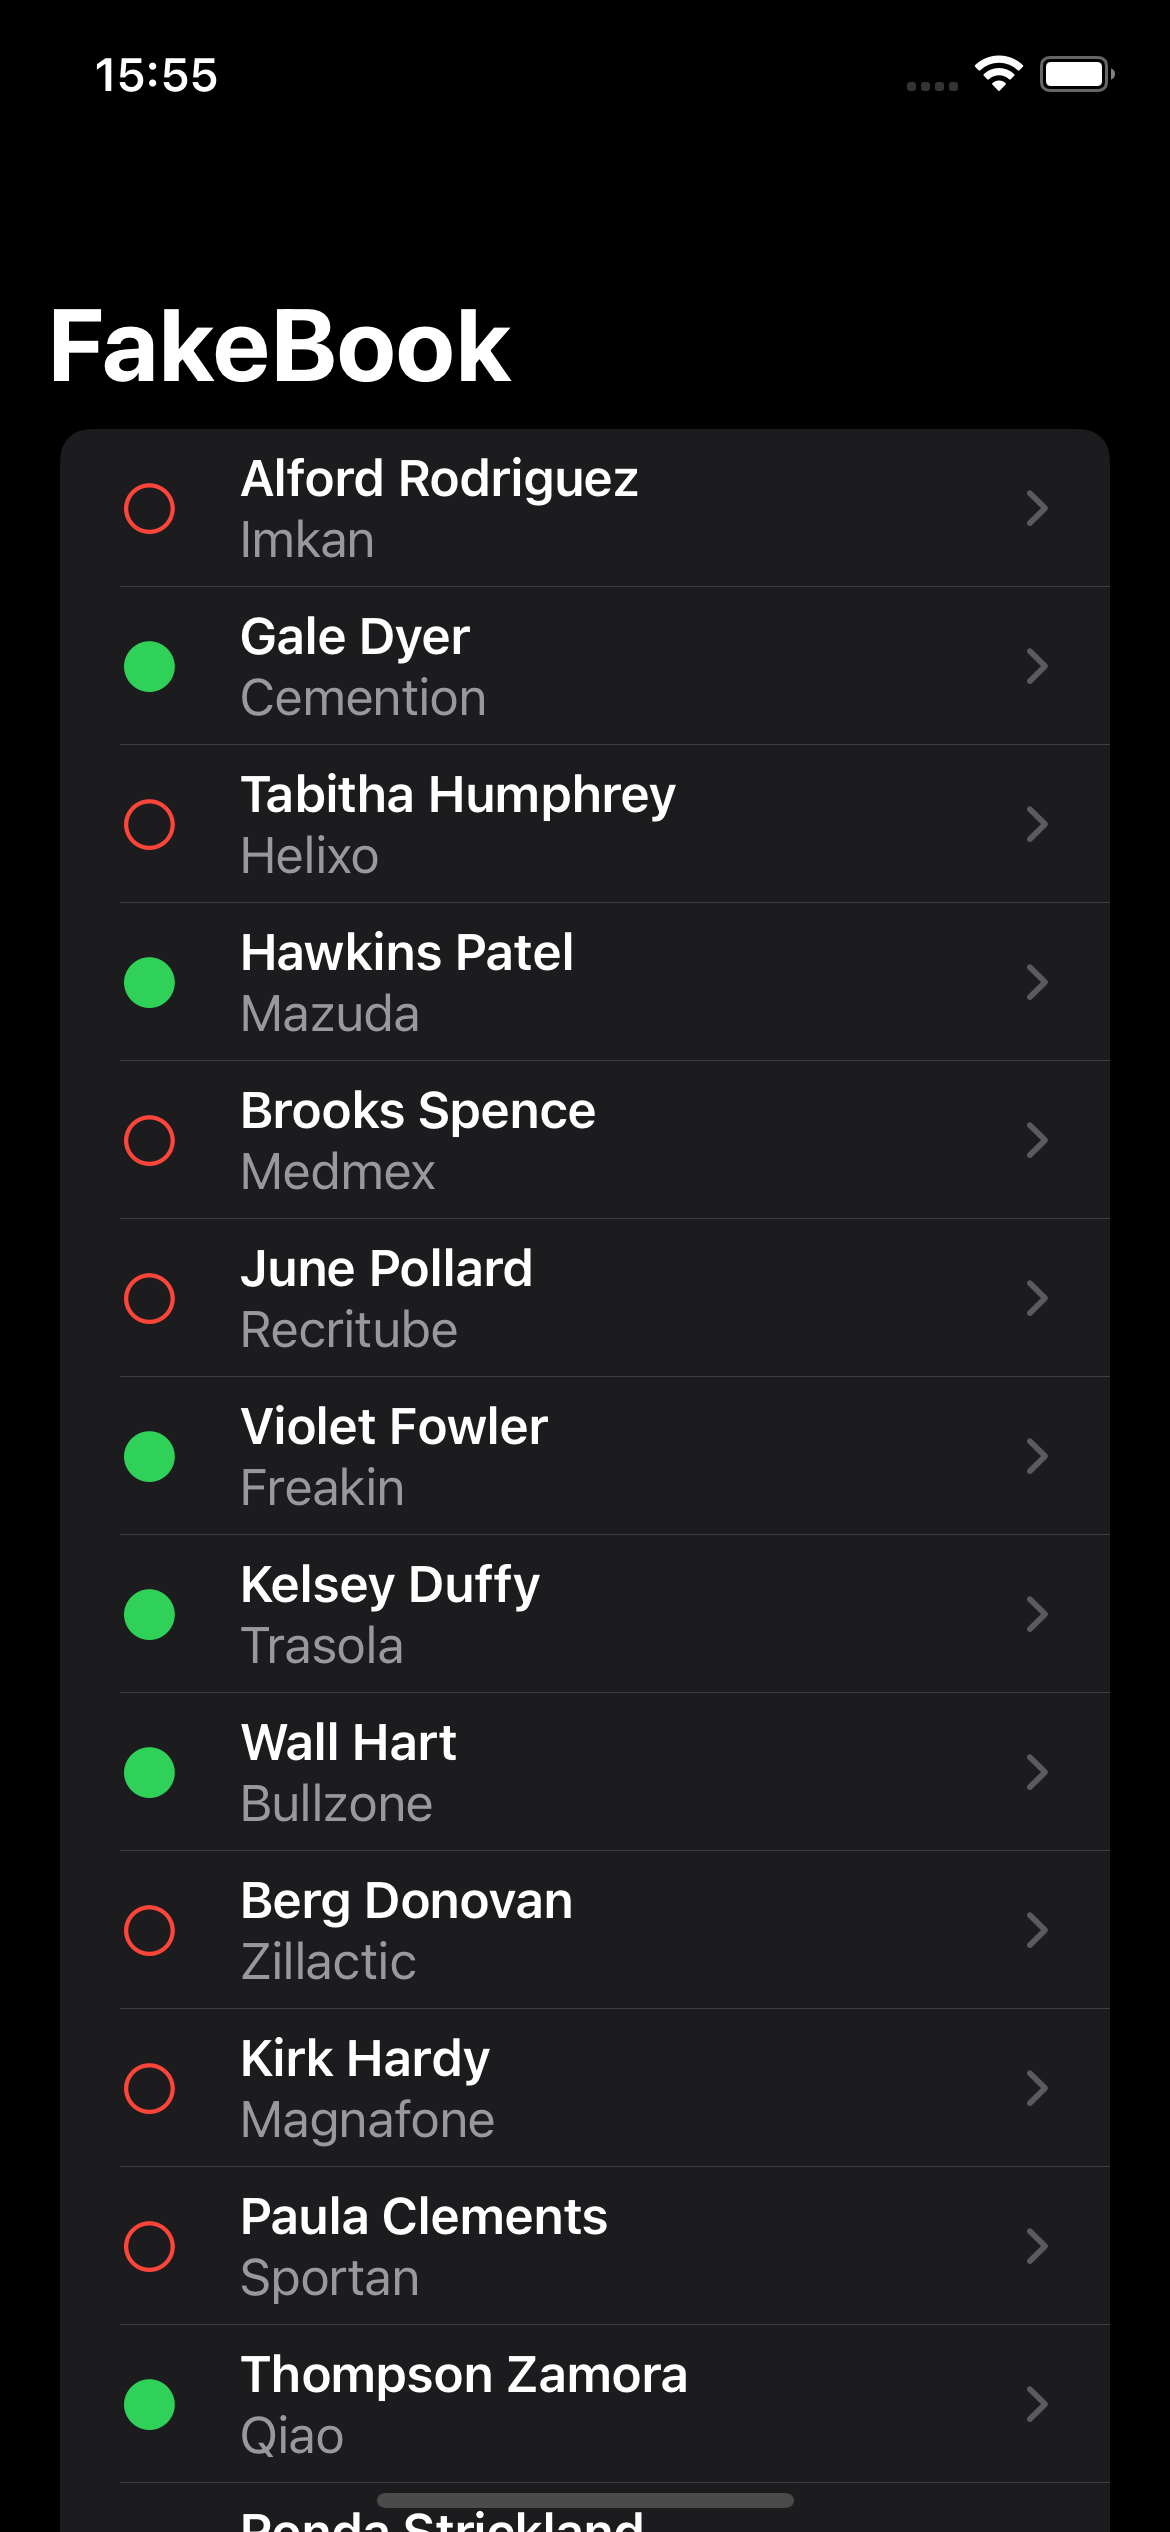 15:55
FakeBook
Alford Rodriguez
Imkan
Gale Dyer
Cemention
Tabitha Humphrey
Helixo
Hawkins Patel
Mazuda
Brooks Spence
Medmex
June Pollard
Recritube
Violet Fowler
Freakin
Kelsey Duffy
Trasola
Wall Hart
Bullzone
Berg Donovan
Zillactic
Kirk Hardy
Magnafone
Paula Clements
Sportan
Thompson Zamora
Qiao
Ronda Strickland